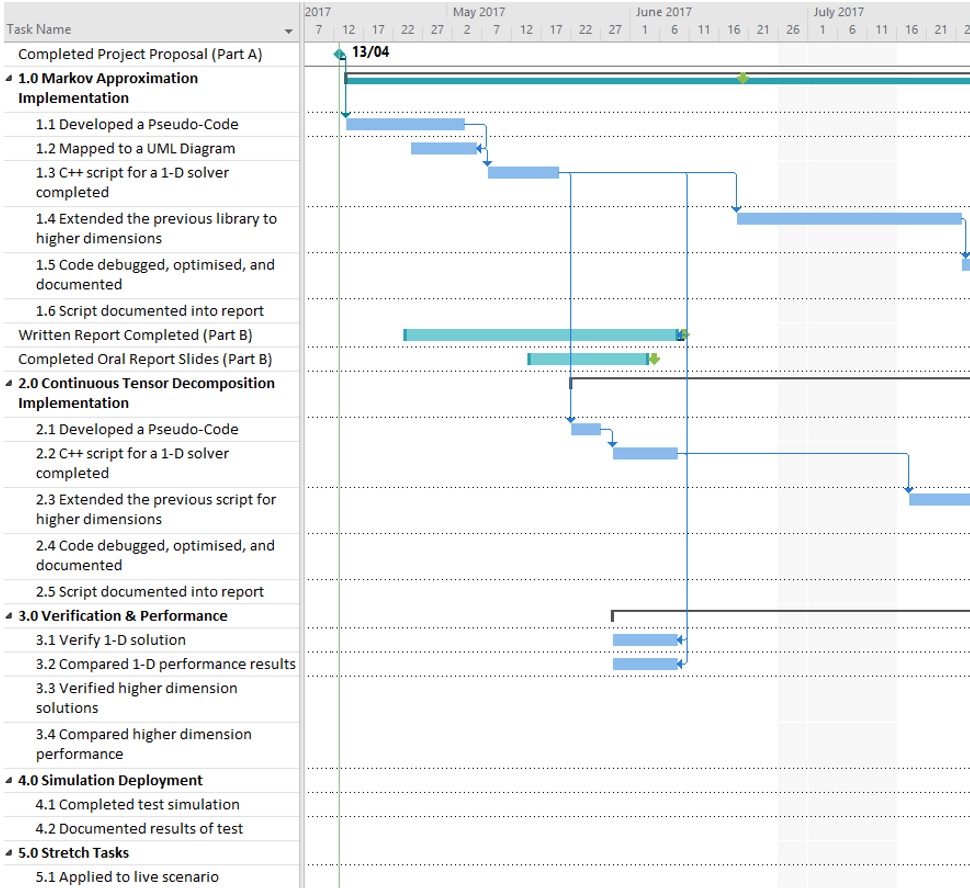 2017 May 2017 June 2017 July 2017
Task Name 7 12 17 22 27 2 7 12 17 22 27 1 6 11 16 21 26 1 6 11 16 21
Completed Project Proposal (Part A) 13/04
1.0 Markov Approximation
Implementation
1.1 Developed a Pseudo-Code
1.2 Mapped to a UML Diagram
1.3 C++ script for a 1-D solver
completed
1.4 Extended the previous library to
higher dimensions
1.5 Code debugged, optimised, and
documented
1.6 Script documented into report
Written Report Completed (Part B)
Completed Oral Report Slides (Part B)
2.0 Continuous Tensor Decomposition
Implementation
2.1 Developed a Pseudo-Code
2.2 C++ script for a 1-D solver
completed
2.3 Extended the previous script for
higher dimensions
2.4 Code debugged, optimised, and
documented
2.5 Script documented into report
3.0 Verification & Performance
3.1 Verify 1-D solution
3.2 Compared 1-D performance results
3.3 Verified higher dimension
solutions
3.4 Compared higher dimension
performance
4.0 Simulation Deployment
4.1 Completed test simulation
4.2 Documented results of test
5.0 Stretch Tasks
5.1 Applied to live scenario